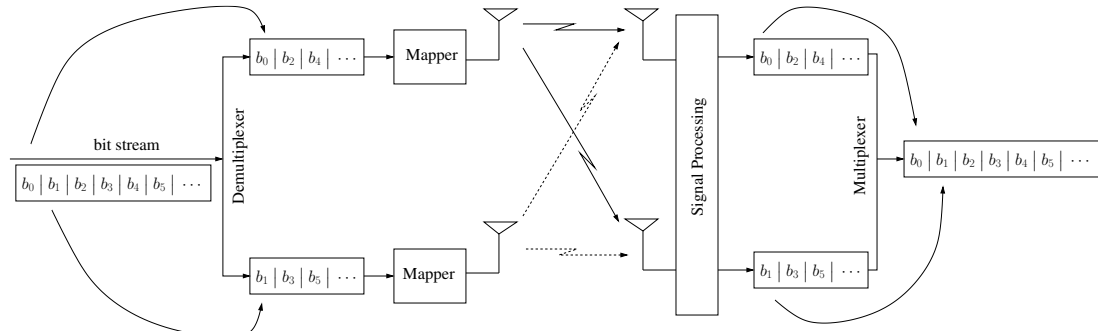 b₀ | b₂ | b₄ | ···
Mapper
b₀ | b₂ | b₄ | ···
bit stream
b₀ | b₁ | b₂ | b₃ | b₄ | b₅ | ···
Demultiplexer
Signal Processing
Multiplexer
b₀ | b₁ | b₂ | b₃ | b₄ | b₅ | ···
b₁ | b₃ | b₅ | ···
Mapper
b₁ | b₃ | b₅ | ···